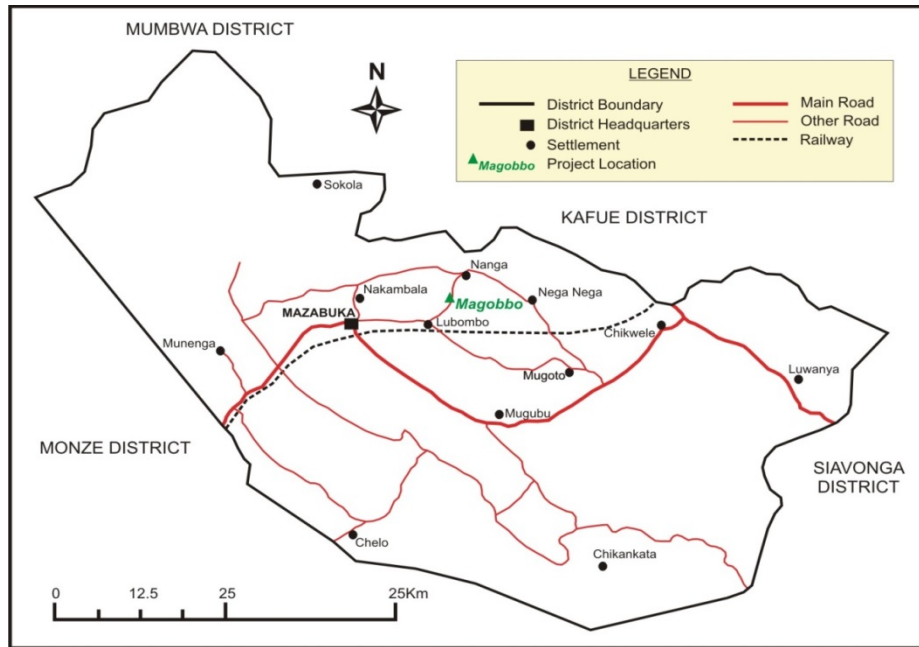 MUMBWA DISTRICT
N
LEGEND
District Boundary
District Headquarters
Settlement
Magobbo Project Location
Main Road
Other Road
Railway
Sokola
KAFUE DISTRICT
Nanga
Nakambala
Magobbo
Nega Nega
MAZABUKA
Lubombo
Chikwele
Munenga
Mugoto
Luwanya
Mugubu
MONZE DISTRICT
SIAVONGA
DISTRICT
Chelo
Chikankata
0 12.5 25 25Km